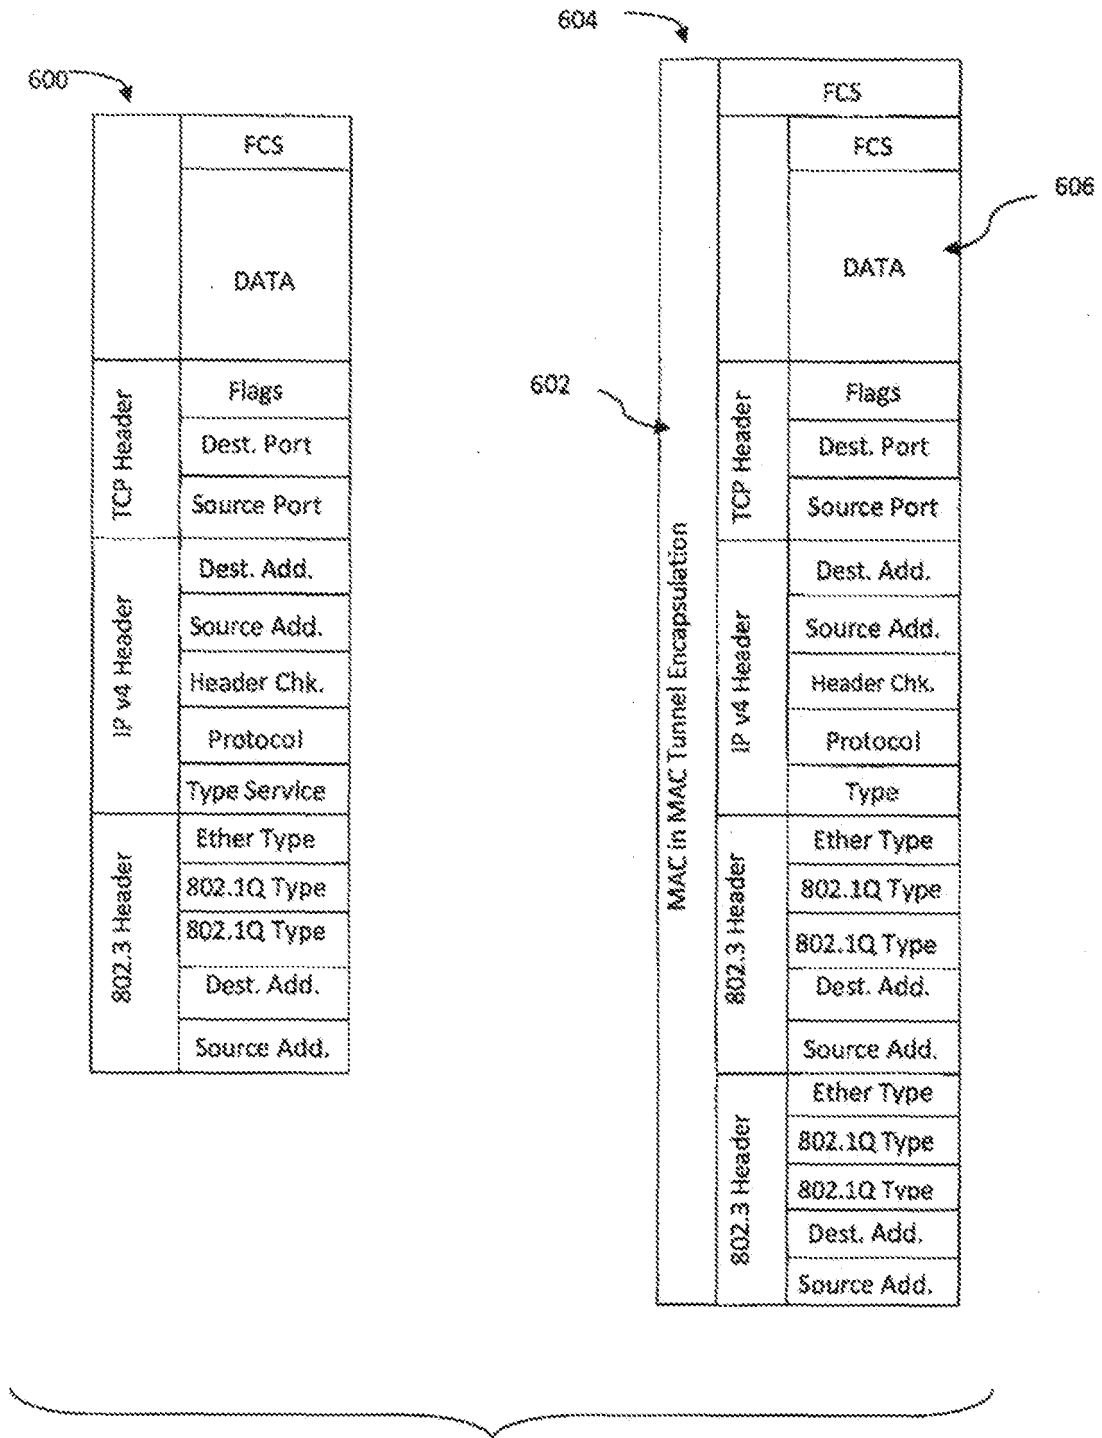 600
FCS
DATA
TCP Header
Flags
Dest. Port
Source Port
IP v4 Header
Dest. Add.
Source Add.
Header Chk.
Protocol
Type Service
802.3 Header
Ether Type
802.1Q Type
802.1Q Type
Dest. Add.
Source Add.
604
602
MAC in MAC Tunnel Encapsulation
FCS
FCS
DATA
606
TCP Header
Flags
Dest. Port
Source Port
IP v4 Header
Dest. Add.
Source Add.
Header Chk.
Protocol
Type
802.3 Header
Ether Type
802.1Q Type
802.1Q Type
Dest. Add.
Source Add.
802.3 Header
Ether Type
802.1Q Type
802.1Q Type
Dest. Add.
Source Add.